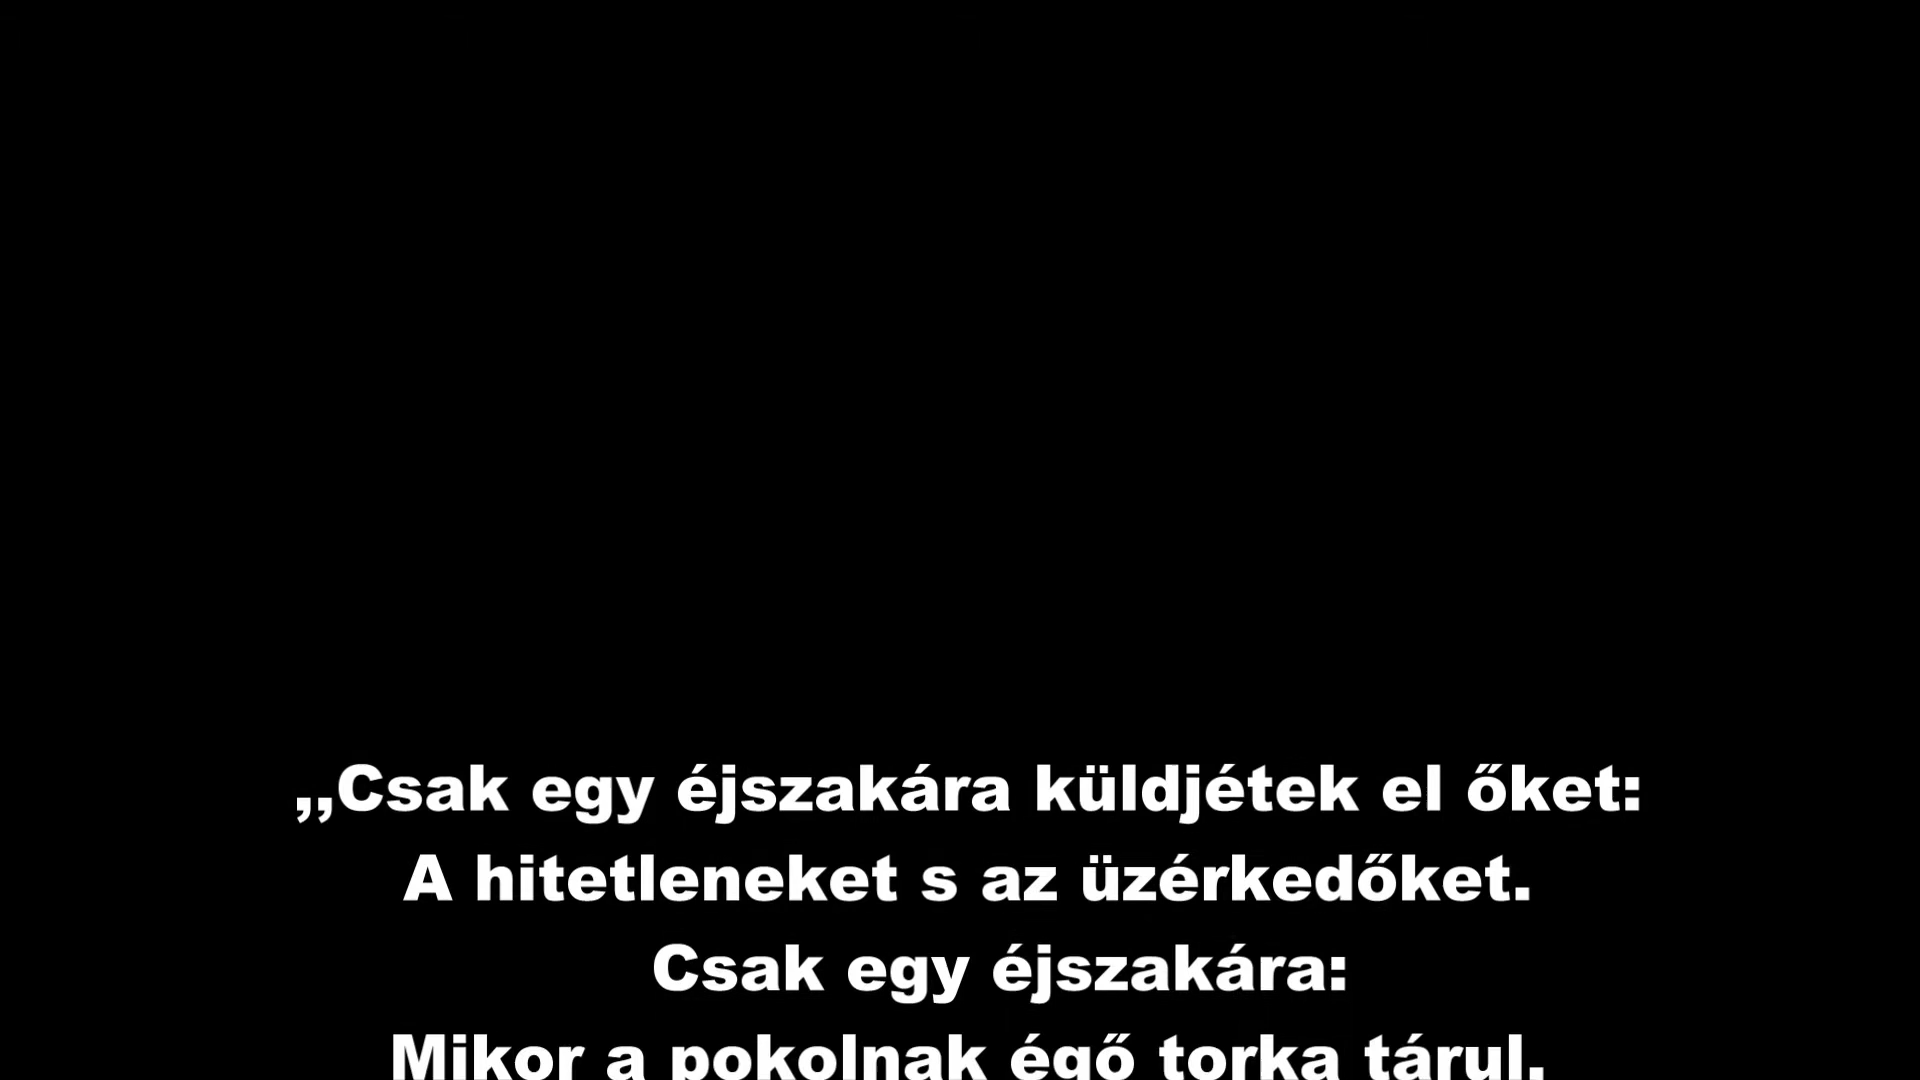 ,,Csak egy éjszakára küldjétek el őket:
A hitetleneket s az üzérkedőket.
Csak egy éjszakára:
Mikor a pokolnak égő torka tárul,